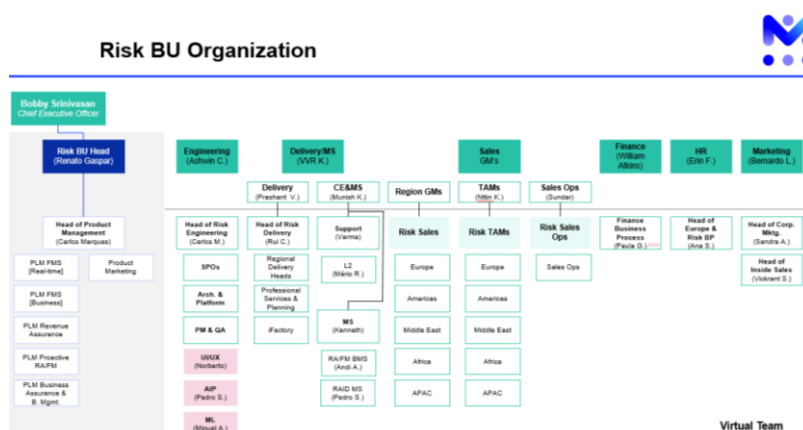 Risk BU Organization
Bobby Srinivasan
Chief Executive Officer
Risk BU Head
(Renato Gaspar)
Engineering
(Ashvin C.)
Delivery/MS
(VVR K.)
Sales
GM's
Finance
(William
Atkins)
HR
(Erin F.)
Marketing
(Bernardo L.)
Delivery
(Prashant V.)
CE&MS
(Munish K.)
Region GMs
TAMs
(Nitin K.)
Sales Ops
(Sundar)
Head of Product
Management
(Carlos Marques)
Head of Risk
Engineering
(Carlos M.)
Head of Risk
Delivery
(Rui C.)
Support
(Varma)
Risk Sales
Risk TAMs
Risk Sales
Ops
Finance
Business
Process
(Paula G.)
Head of
Europe &
Risk BP
(Ana S.)
Head of Corp.
Mktg.
(Sandra A.)
PLM FMS
[Real-time]
Product
Marketing
SPOs
Regional
Delivery
Heads
L2
(Mário R.)
Europe
Europe
Sales Ops
Head of
Inside Sales
(Vickrant S.)
PLM FMS
[Business]
Arch. &
Platform
Professional
Services &
Planning
Americas
Americas
PLM Revenue
Assurance
PM & QA
iFactory
MS
(Kenneth)
Middle East
Middle East
PLM Proactive
RA/FM
UI/UX
(Norberto)
RA/FM BMS
(Andi A.)
Africa
Africa
PLM Business
Assurance &
B. Mgmt.
AIP
(Pedro S.)
RAID MS
(Pedro S.)
APAC
APAC
ML
(Miguel A.)
Virtual Team